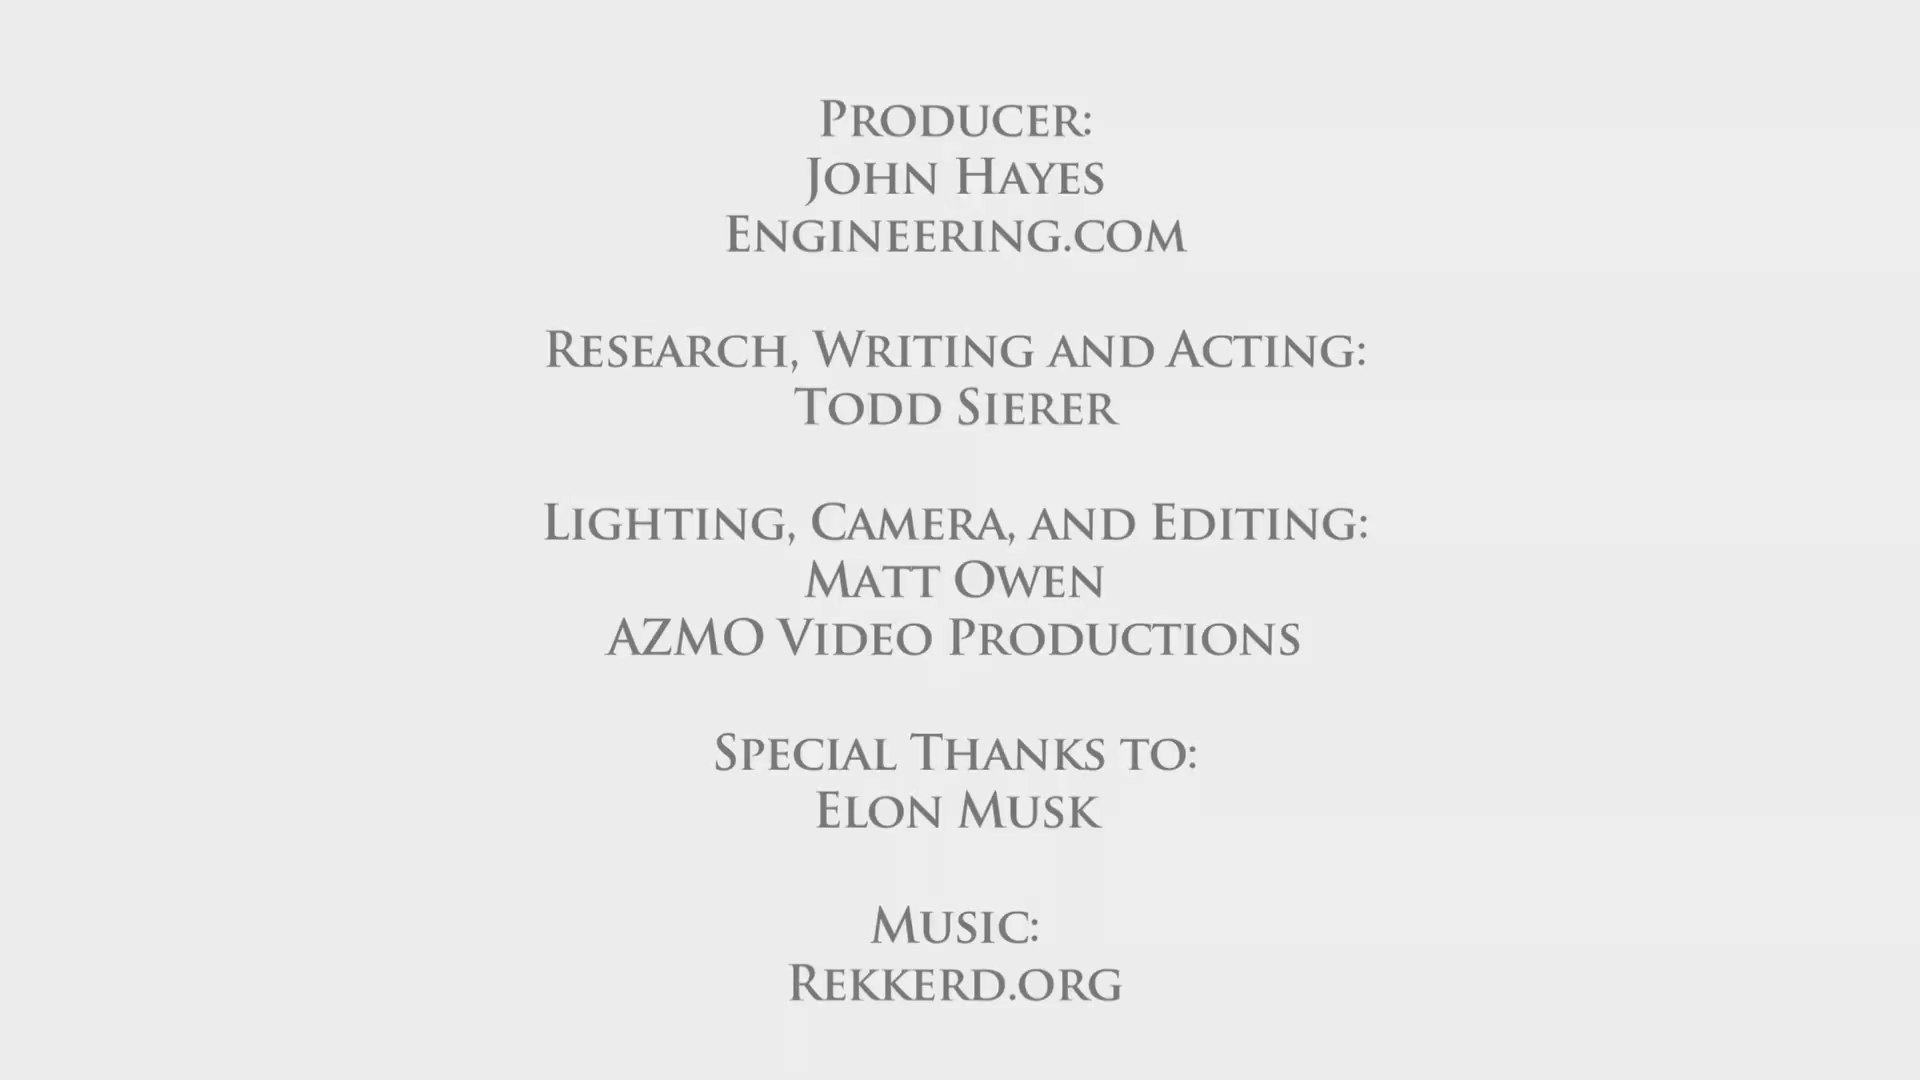 Producer:
John Hayes
Engineering.com
Research, Writing and Acting:
Todd Sierer
Lighting, Camera, and Editing:
Matt Owen
AZMO Video Productions
Special Thanks to:
Elon Musk
Music:
Rekkerd.org